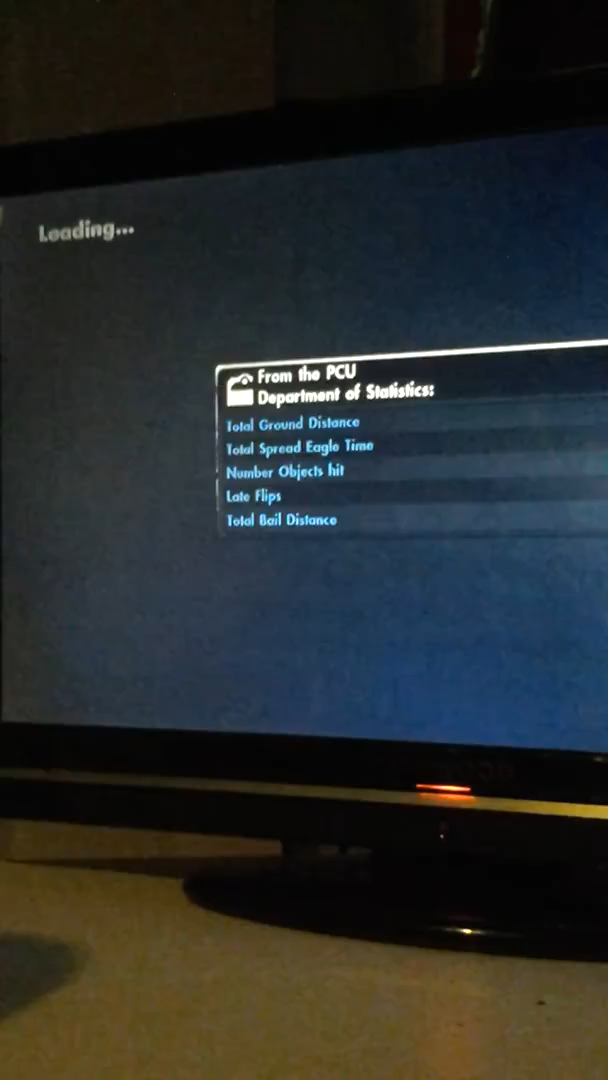 Loading...
From the PCU
Department of Statistics:
Total Ground Distance
Total Spread Eagle Time
Number Objects hit
Late Flips
Total Bail Distance